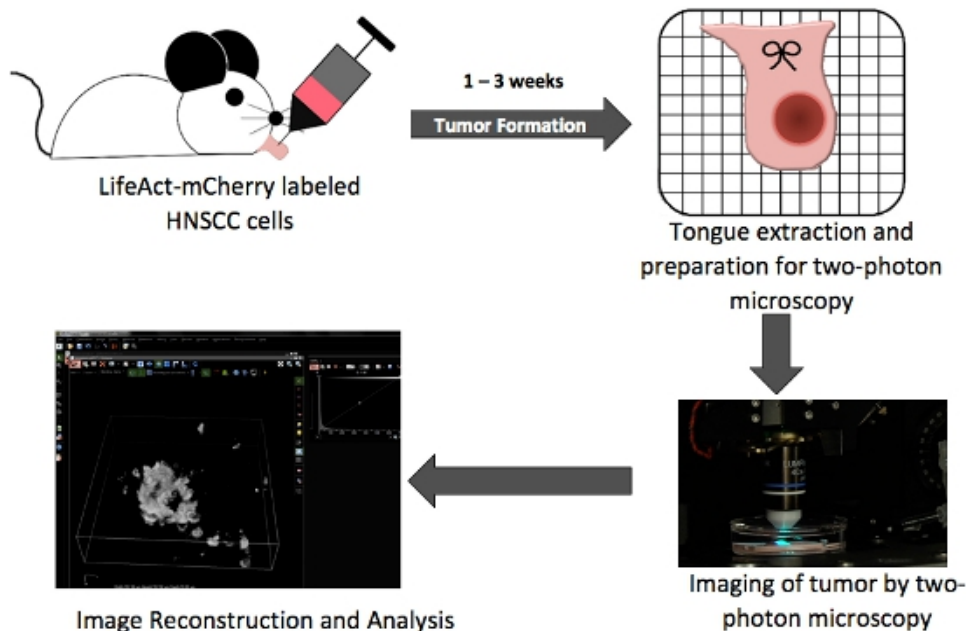 1 – 3 weeks
Tumor Formation
LifeAct-mCherry labeled
HNSCC cells
Tongue extraction and
preparation for two-photon
microscopy
Imaging of tumor by two-
photon microscopy
Image Reconstruction and Analysis